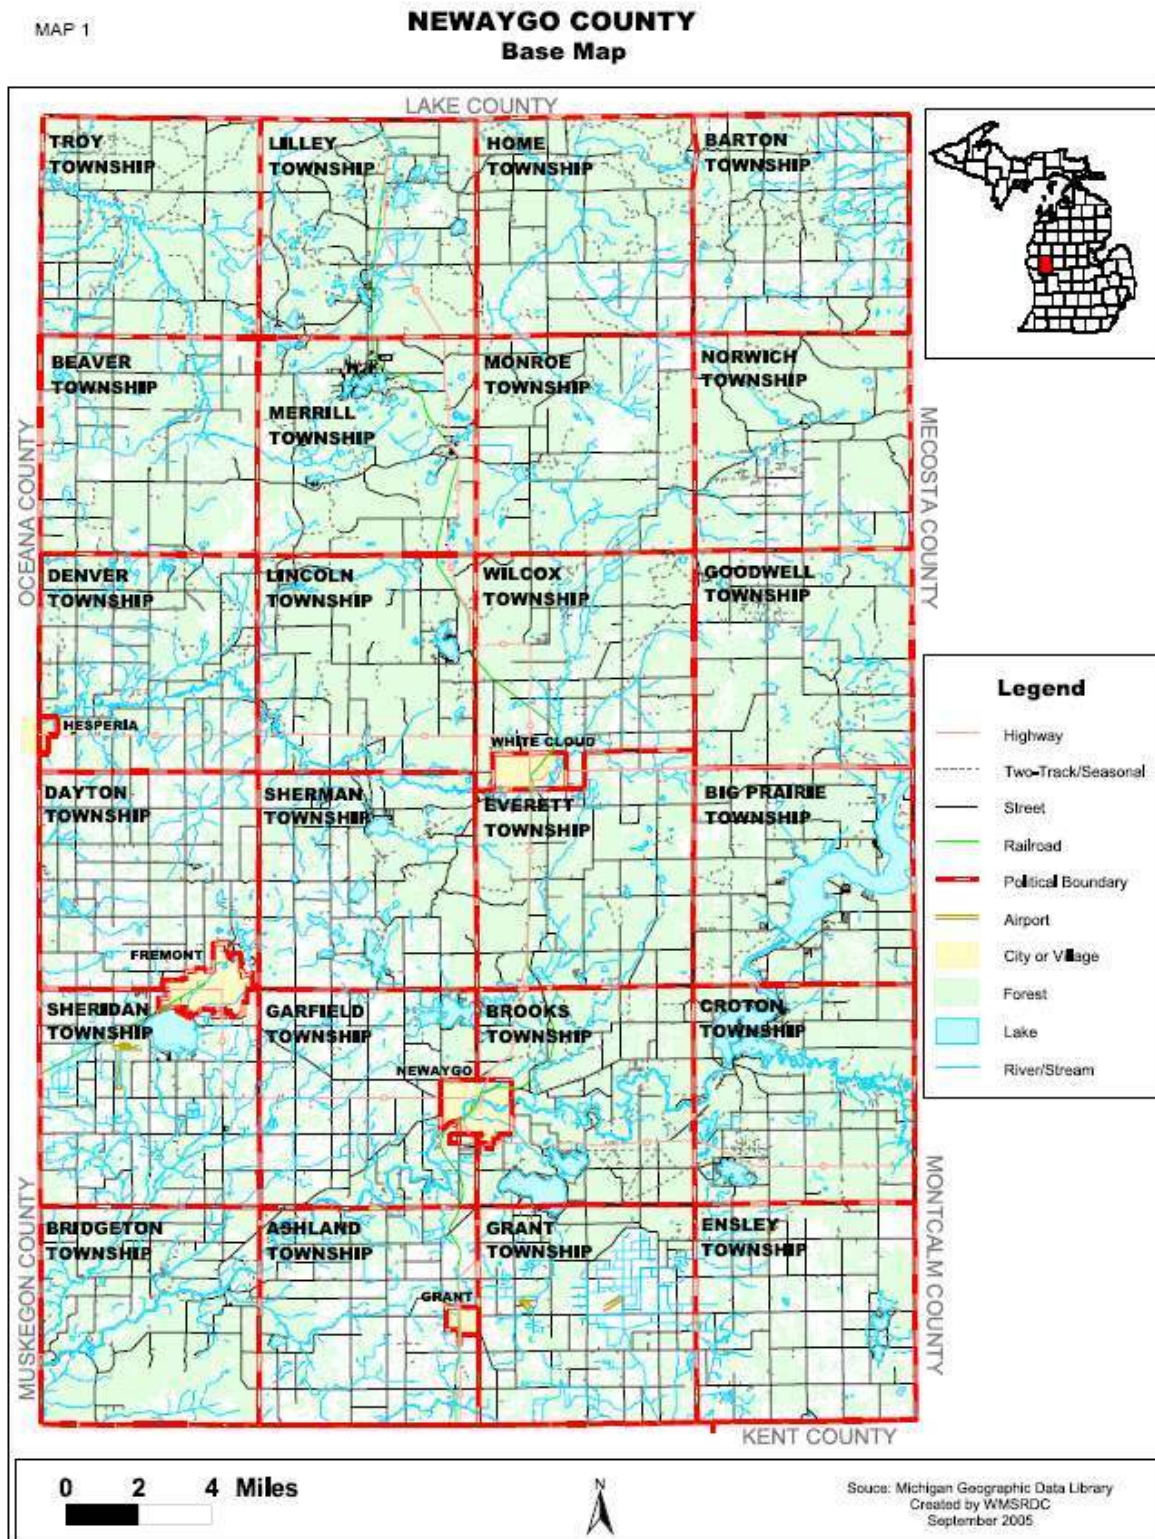 MAP 1
NEWAYGO COUNTY
Base Map
LAKE COUNTY
TROY
TOWNSHIP
LILLEY
TOWNSHIP
HOME
TOWNSHIP
BARTON
TOWNSHIP
BEAVER
TOWNSHIP
MERRILL
TOWNSHIP
MONROE
TOWNSHIP
NORWICH
TOWNSHIP
OCEANA COUNTY
MECOSTA COUNTY
DENVER
TOWNSHIP
LINCOLN
TOWNSHIP
WILCOX
TOWNSHIP
GOODWELL
TOWNSHIP
HESPERIA
WHITE CLOUD
DAYTON
TOWNSHIP
SHERMAN
TOWNSHIP
EVERETT
TOWNSHIP
BIG PRAIRIE
TOWNSHIP
FREMONT
SHERIDAN
TOWNSHIP
GARFIELD
TOWNSHIP
BROOKS
TOWNSHIP
CROTON
TOWNSHIP
NEWAYGO
MUSKEGON COUNTY
MONTCALM COUNTY
BRIDGETON
TOWNSHIP
ASHLAND
TOWNSHIP
GRANT
TOWNSHIP
ENSLEY
TOWNSHIP
GRANT
KENT COUNTY
Legend
Highway
Two-Track/Seasonal
Street
Railroad
Political Boundary
Airport
City or Village
Forest
Lake
River/Stream
0 2 4 Miles
N
Souce: Michigan Geographic Data Library
Created by WMSRDC
September 2005